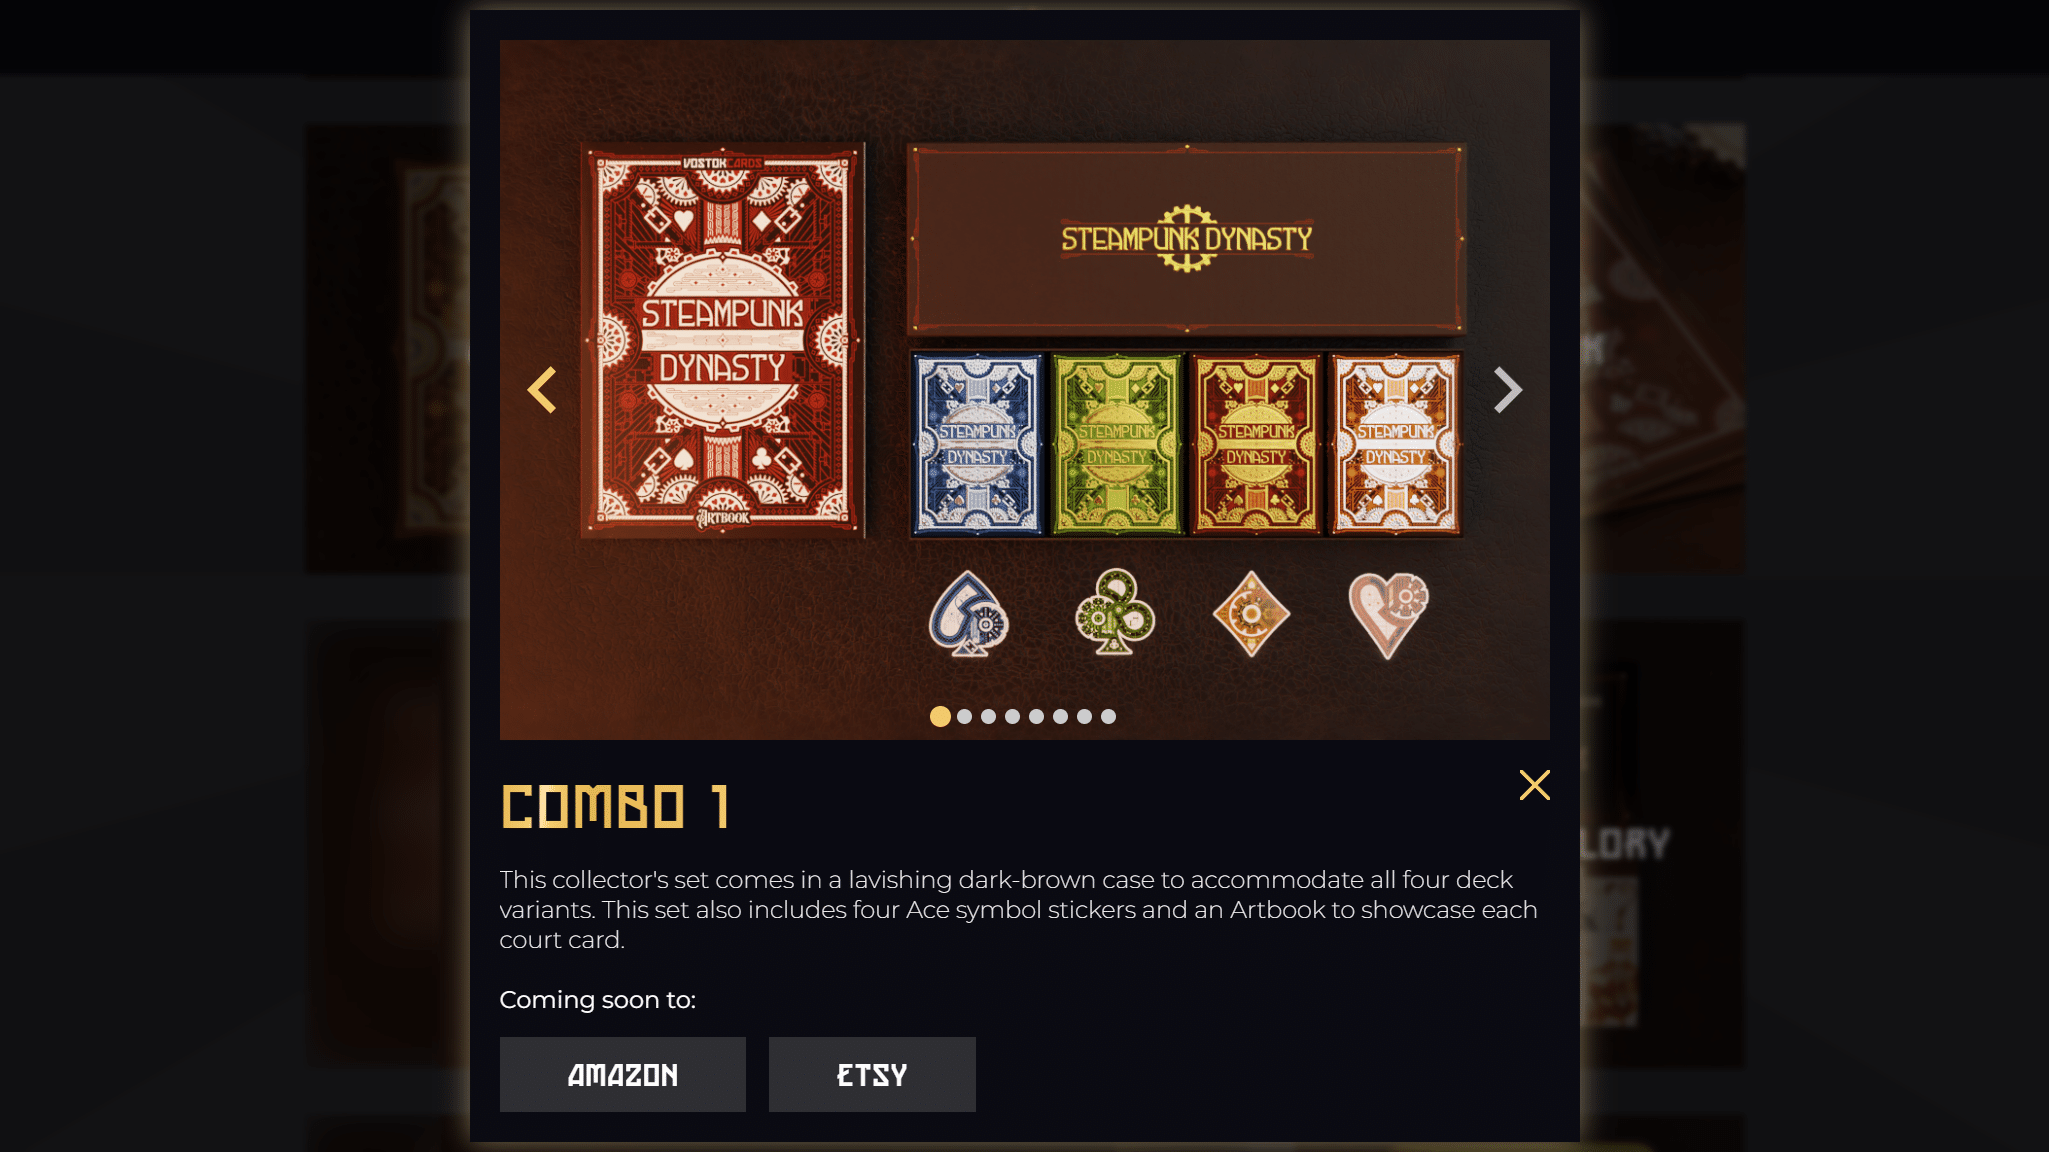 VOSTOKCARDS
STEAMPUNK
DYNASTY
ARTBOOK
STEAMPUNK DYNASTY
STEAMPUNK
DYNASTY
STEAMPUNK
DYNASTY
STEAMPUNK
DYNASTY
STEAMPUNK
DYNASTY
COMBO 1
This collector's set comes in a lavishing dark-brown case to accommodate all four deck
variants. This set also includes four Ace symbol stickers and an Artbook to showcase each
court card.
Coming soon to:
AMAZON
ETSY